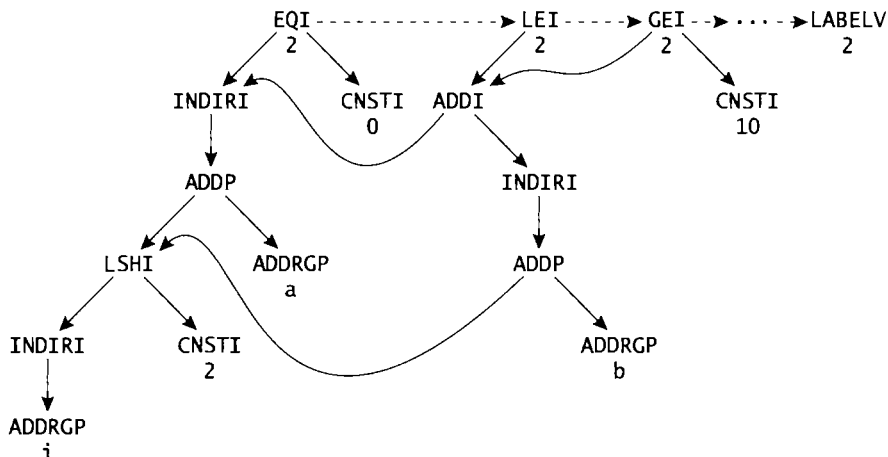 EQI LEI GEI ... LABELV
2 2 2 2
INDIRI CNSTI ADDI CNSTI
0 10
ADDP INDIRI
LSHI ADDRGP ADDP
a
INDIRI CNSTI ADDRGP
2 b
ADDRGP
i